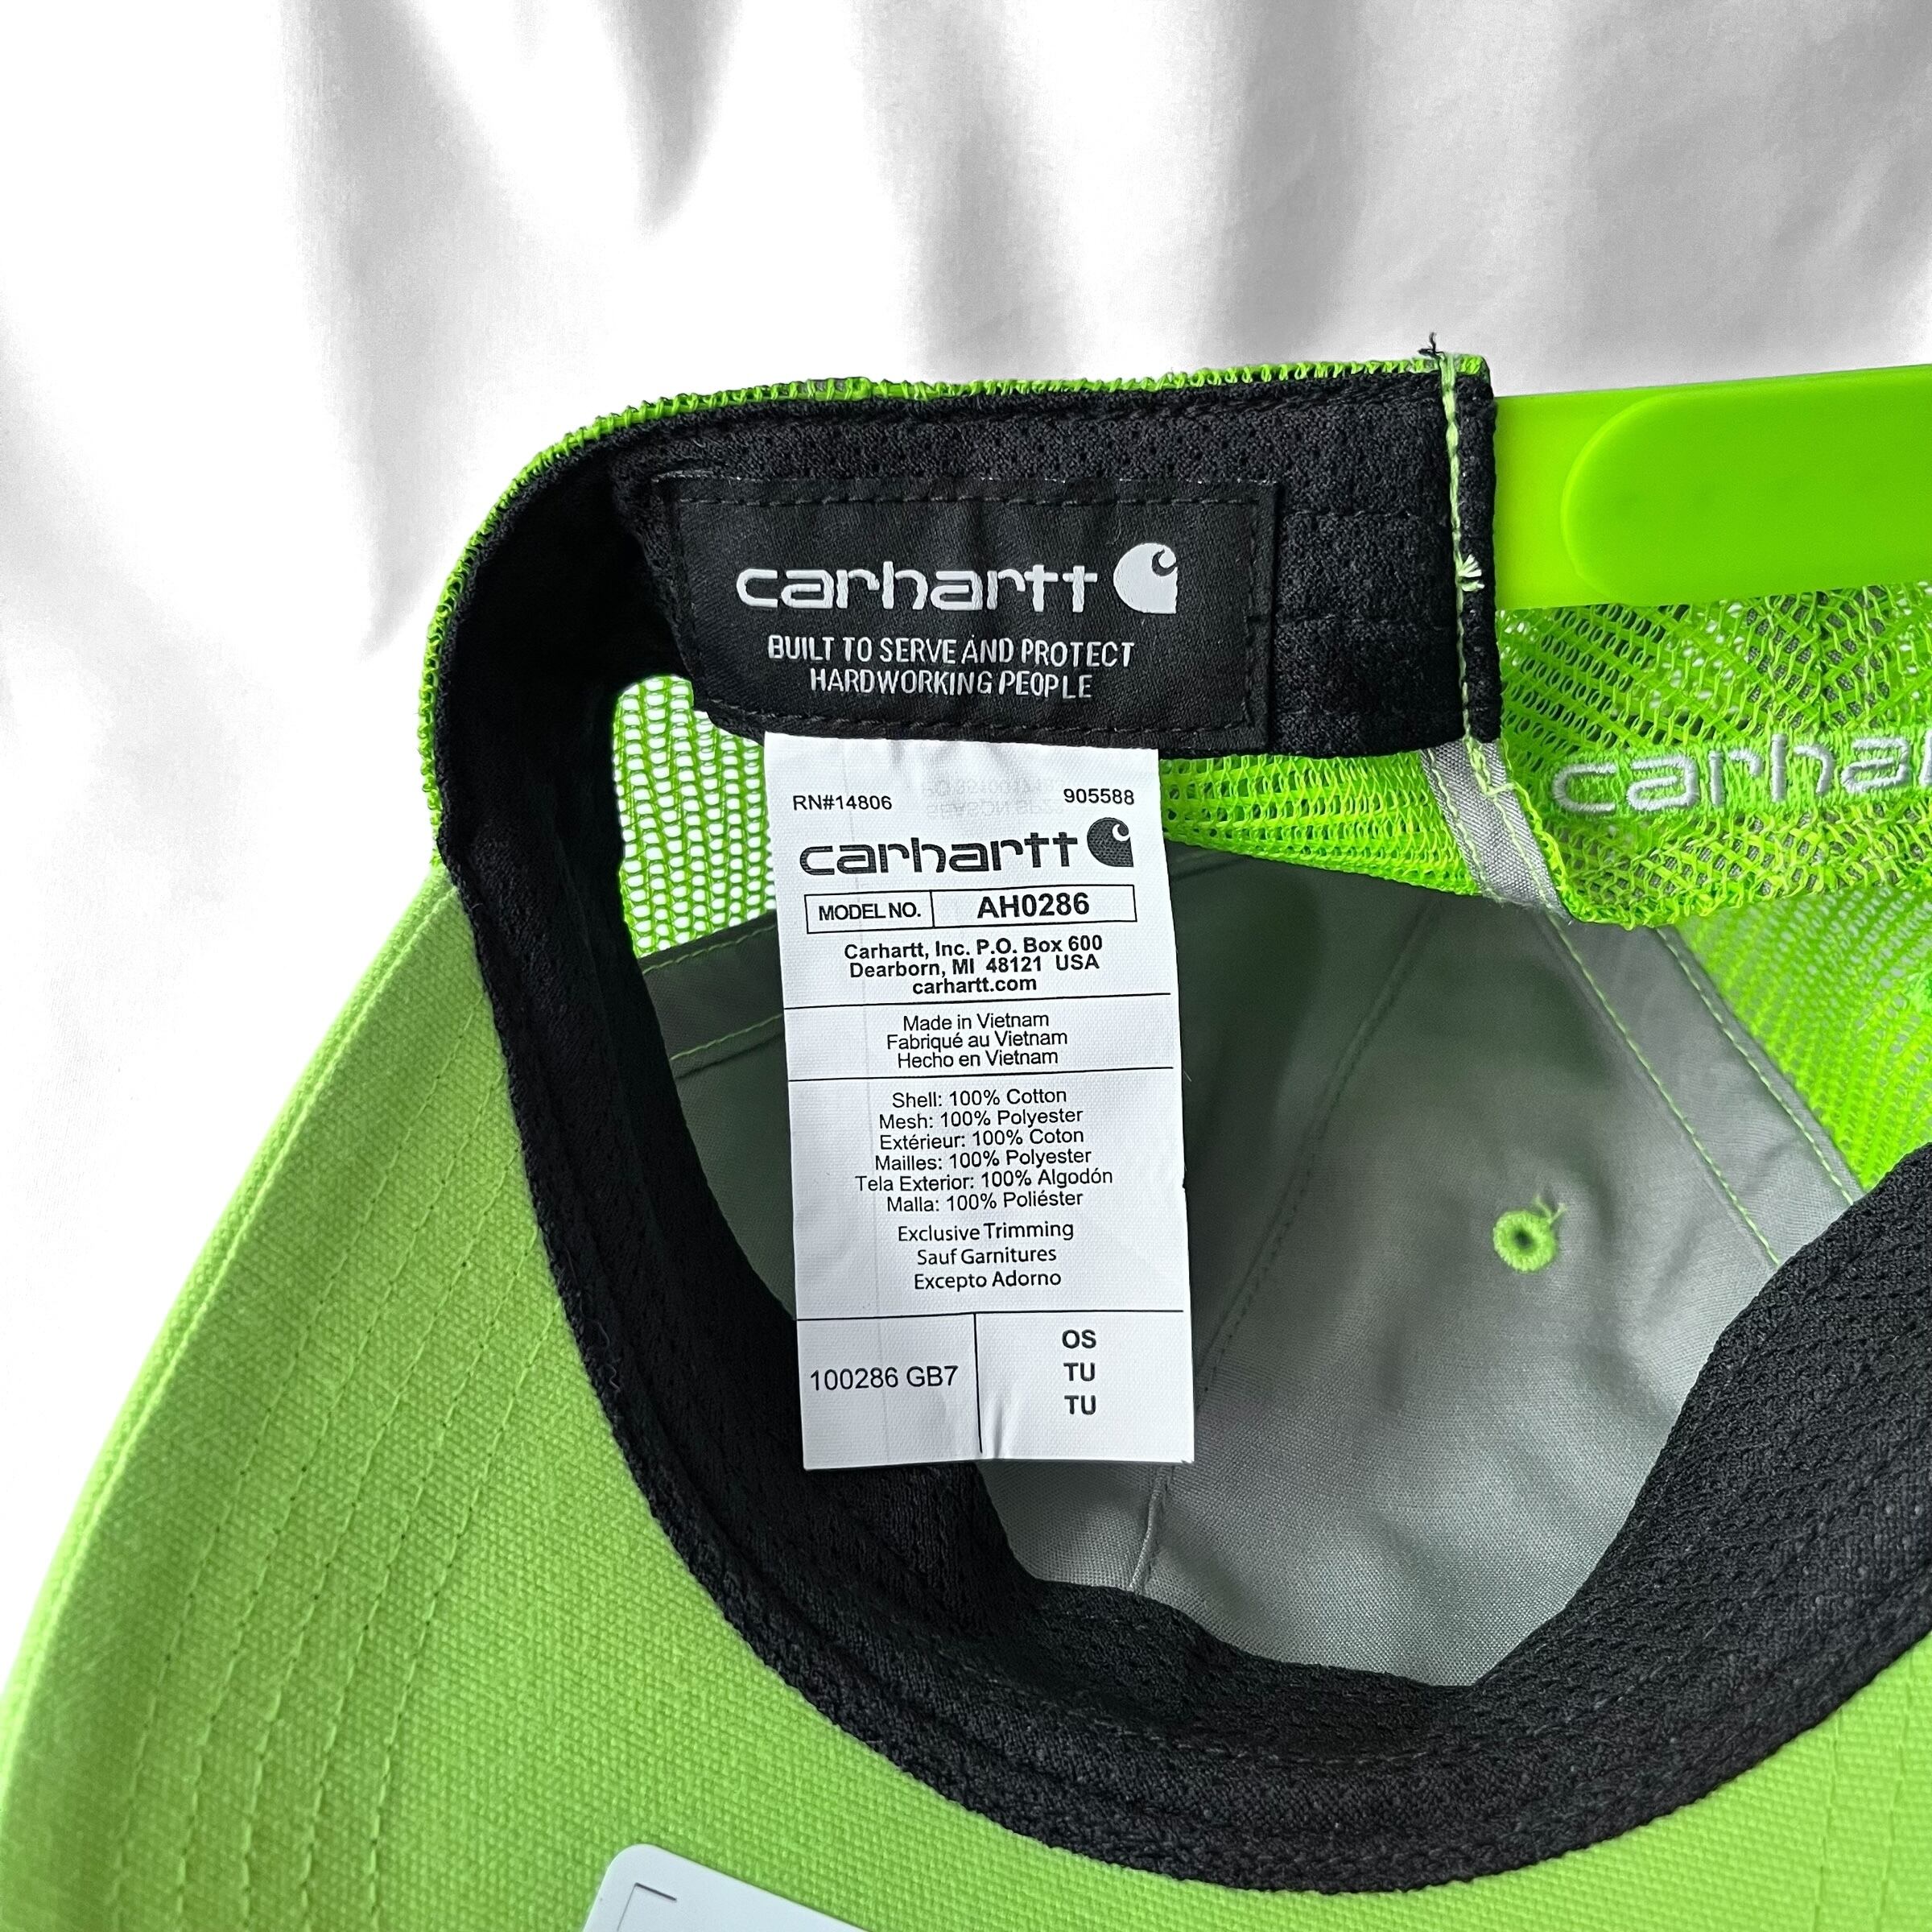 carhartt
BUILT TO SERVE AND PROTECT
HARDWORKING PEOPLE
RN#14806 905588
carhartt
MODEL NO. AH0286
Carhartt, Inc. P.O. Box 600
Dearborn, MI 48121 USA
carhartt.com
Made in Vietnam
Fabriqué au Vietnam
Hecho en Vietnam
Shell: 100% Cotton
Mesh: 100% Polyester
Extérieur: 100% Coton
Mailles: 100% Polyester
Tela Exterior: 100% Algodón
Malla: 100% Poliéster
Exclusive Trimming
Sauf Garnitures
Excepto Adorno
100286 GB7
OS
TU
TU
carha